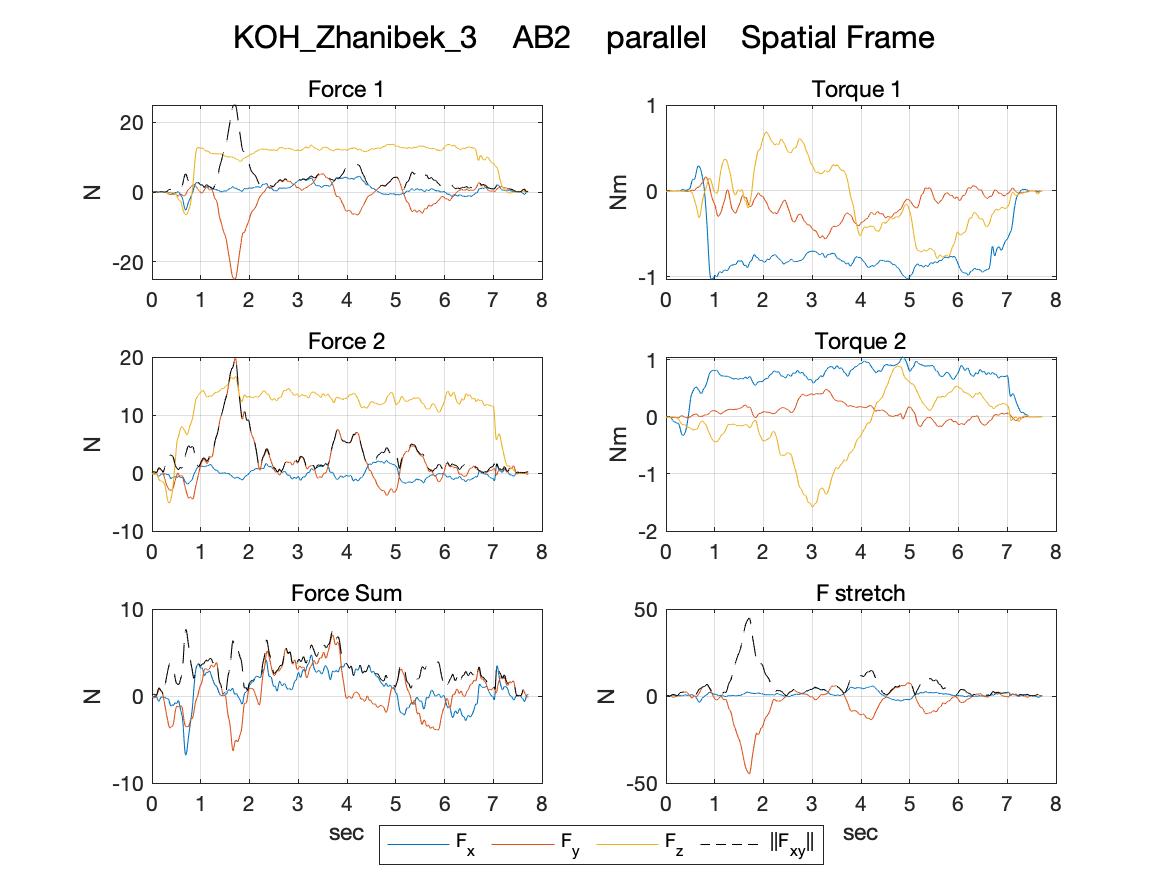 KOH_Zhanibek_3 AB2 parallel Spatial Frame
Force 1
N
20
0
-20
0 1 2 3 4 5 6 7 8
Torque 1
Nm
1
0
-1
0 1 2 3 4 5 6 7 8
Force 2
N
20
10
0
-10
0 1 2 3 4 5 6 7 8
Torque 2
Nm
1
0
-1
-2
0 1 2 3 4 5 6 7 8
Force Sum
N
10
0
-10
0 1 2 3 4 5 6 7 8
sec
F stretch
N
50
0
-50
0 1 2 3 4 5 6 7 8
sec
F_x F_y F_z ||F_xy||